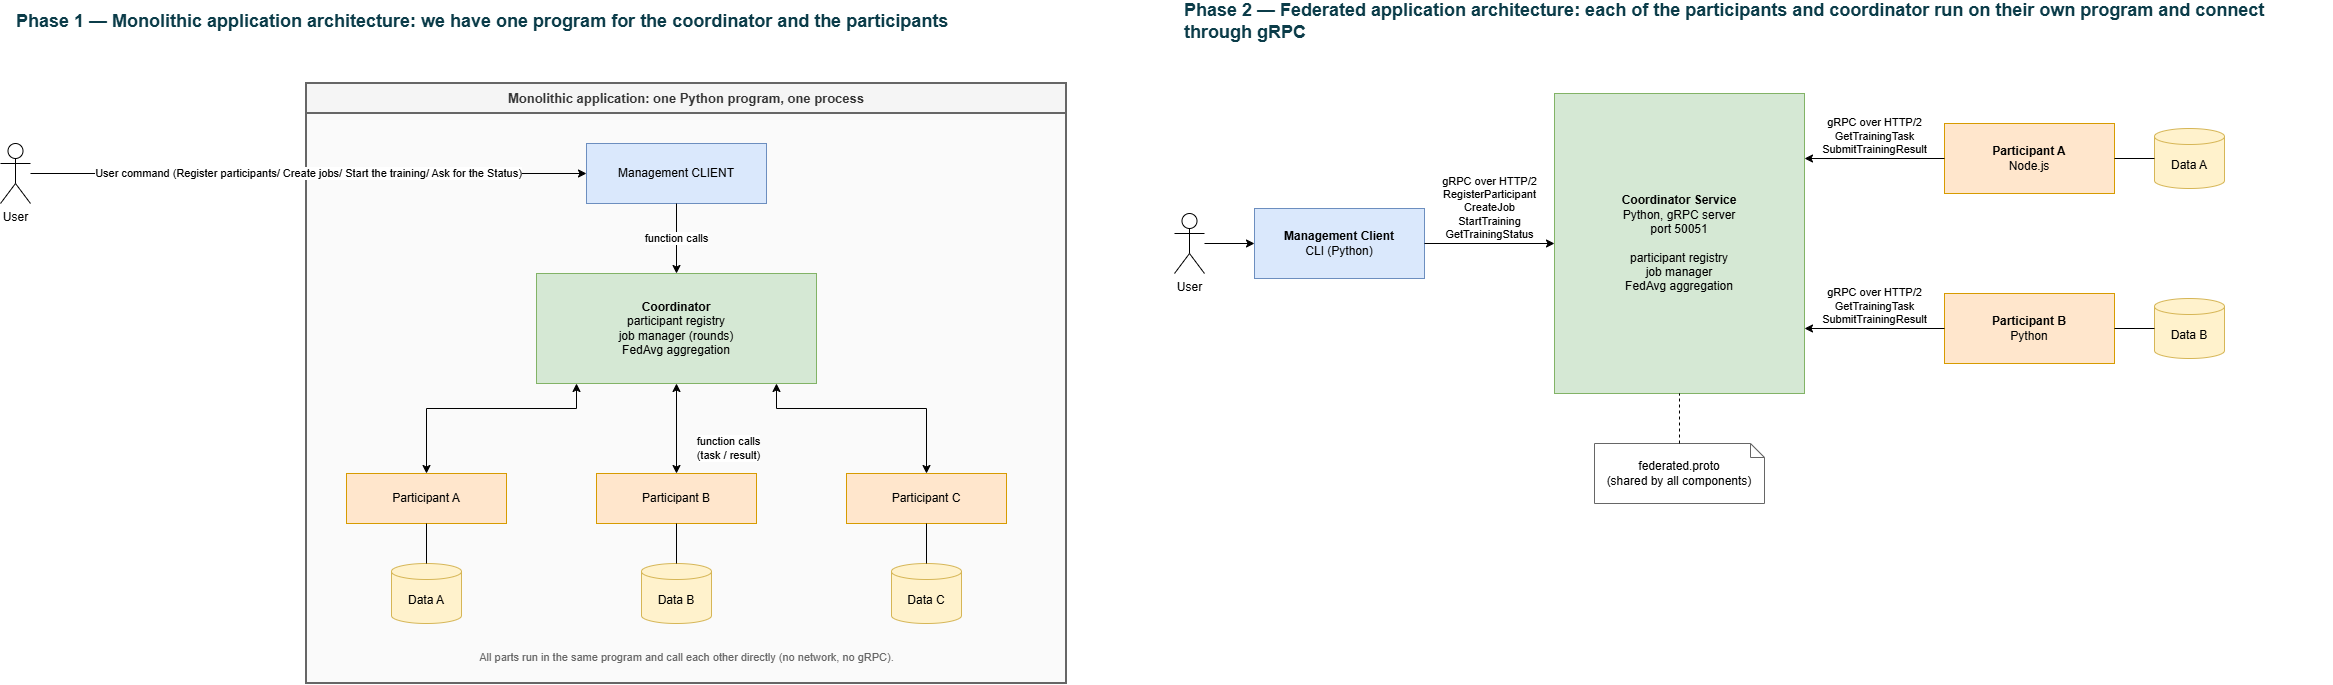 Phase 1 — Monolithic application architecture: we have one program for the coordinator and the participants
Monolithic application: one Python program, one process
User
User command (Register participants/ Create jobs/ Start the training/ Ask for the Status)
Management CLIENT
function calls
Coordinator
participant registry
job manager (rounds)
FedAvg aggregation
function calls
(task / result)
Participant A
Participant B
Participant C
Data A
Data B
Data C
All parts run in the same program and call each other directly (no network, no gRPC).
Phase 2 — Federated application architecture: each of the participants and coordinator run on their own program and connect
through gRPC
User
Management Client
CLI (Python)
gRPC over HTTP/2
RegisterParticipant
CreateJob
StartTraining
GetTrainingStatus
Coordinator Service
Python, gRPC server
port 50051
participant registry
job manager
FedAvg aggregation
gRPC over HTTP/2
GetTrainingTask
SubmitTrainingResult
Participant A
Node.js
Data A
gRPC over HTTP/2
GetTrainingTask
SubmitTrainingResult
Participant B
Python
Data B
federated.proto
(shared by all components)